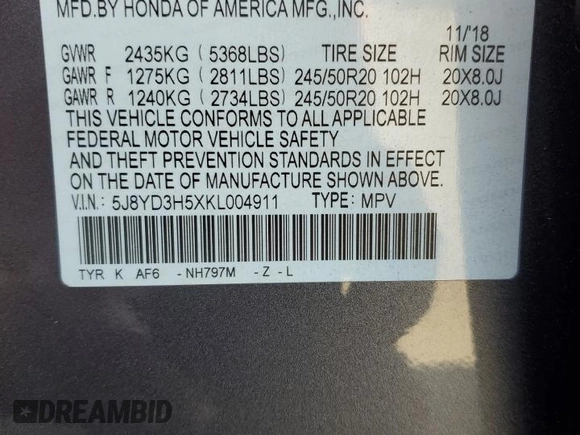 MFD.BY HONDA OF AMERICA MFG.,INC.
11/'18
GVWR 2435KG (5368LBS) TIRE SIZE RIM SIZE
GAWR F 1275KG (2811LBS) 245/50R20 102H 20X8.0J
GAWR R 1240KG (2734LBS) 245/50R20 102H 20X8.0J
THIS VEHICLE CONFORMS TO ALL APPLICABLE
FEDERAL MOTOR VEHICLE SAFETY
AND THEFT PREVENTION STANDARDS IN EFFECT
ON THE DATE OF MANUFACTURE SHOWN ABOVE.
V.I.N.: 5J8YD3H5XKL004911 TYPE: MPV
TYR K AF6 -NH797M -Z-L
DREAMBID